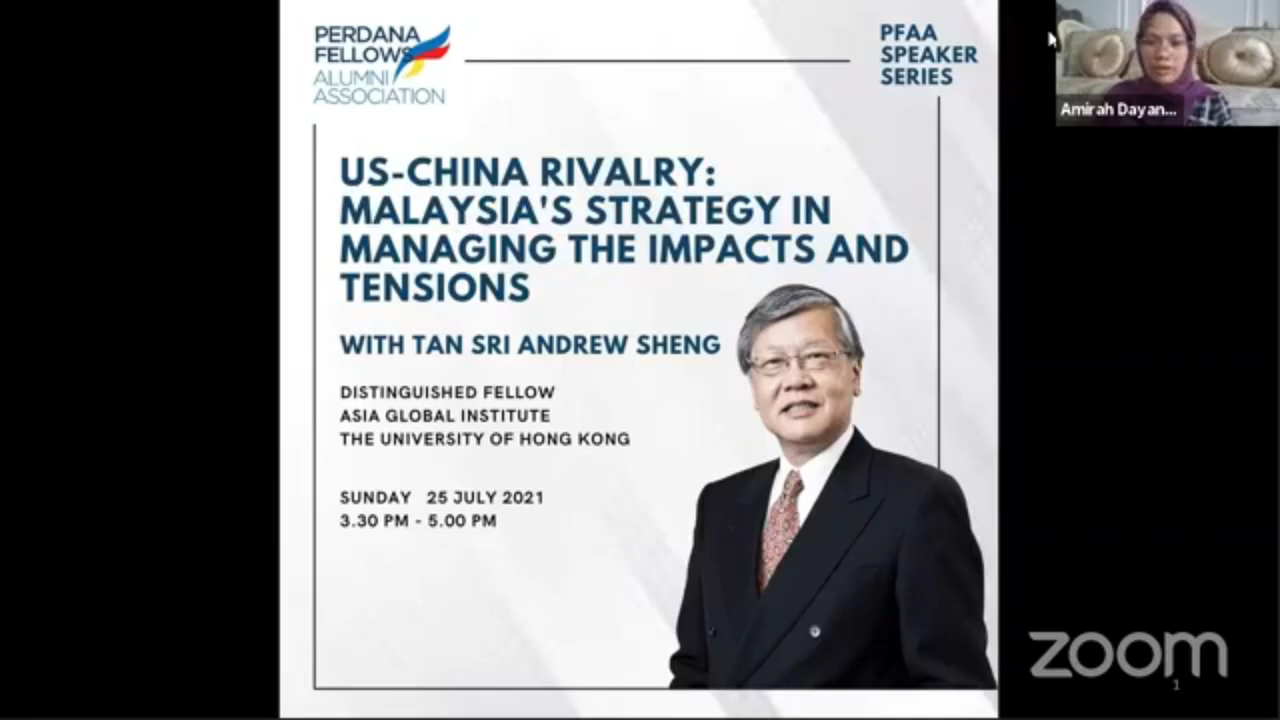 PERDANA
FELLOWS
ALUMNI
ASSOCIATION
PFAA
SPEAKER
SERIES
Amirah Dayan...
US-CHINA RIVALRY:
MALAYSIA'S STRATEGY IN
MANAGING THE IMPACTS AND
TENSIONS
WITH TAN SRI ANDREW SHENG
DISTINGUISHED FELLOW
ASIA GLOBAL INSTITUTE
THE UNIVERSITY OF HONG KONG
SUNDAY 25 JULY 2021
3.30 PM - 5.00 PM
zoom
1